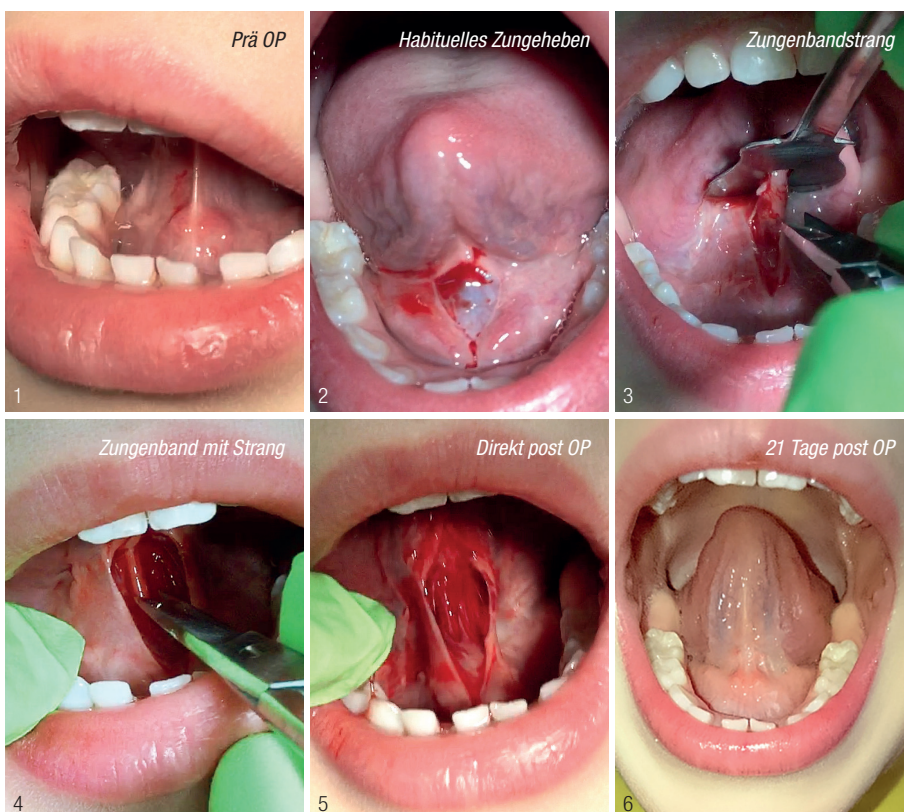 Prä OP
1
Habituelles Zungeheben
2
Zungenbandstrang
3
Zungenband mit Strang
4
Direkt post OP
5
21 Tage post OP
6